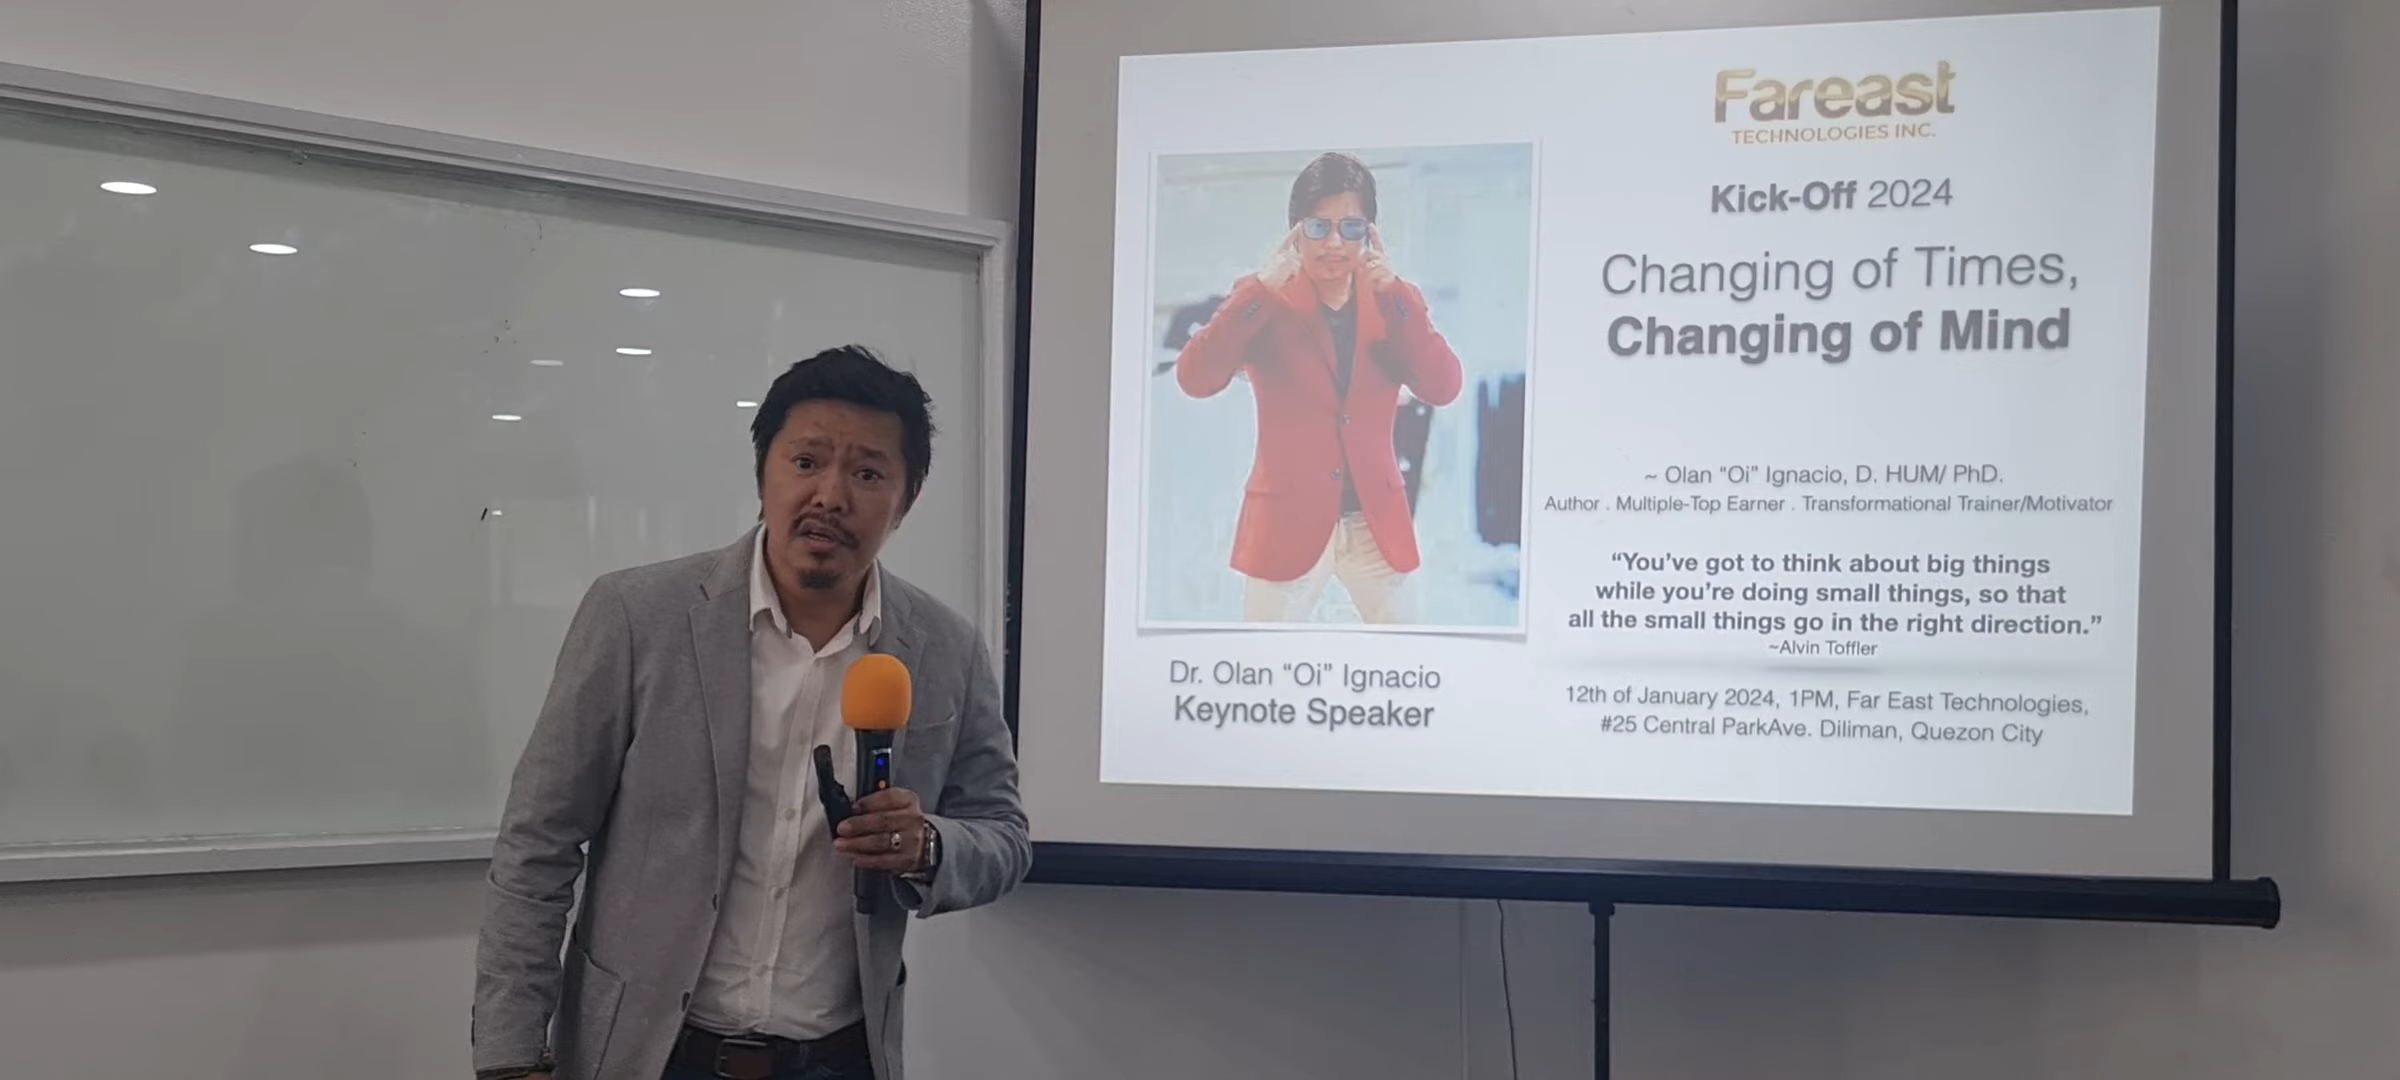 Fareast
TECHNOLOGIES INC.
Kick-Off 2024
Changing of Times,
Changing of Mind
~ Olan “Oi” Ignacio, D. HUM/ PhD.
Author . Multiple-Top Earner . Transformational Trainer/Motivator
“You’ve got to think about big things
while you’re doing small things, so that
all the small things go in the right direction.”
~Alvin Toffler
12th of January 2024, 1PM, Far East Technologies,
#25 Central ParkAve. Diliman, Quezon City
Dr. Olan “Oi” Ignacio
Keynote Speaker